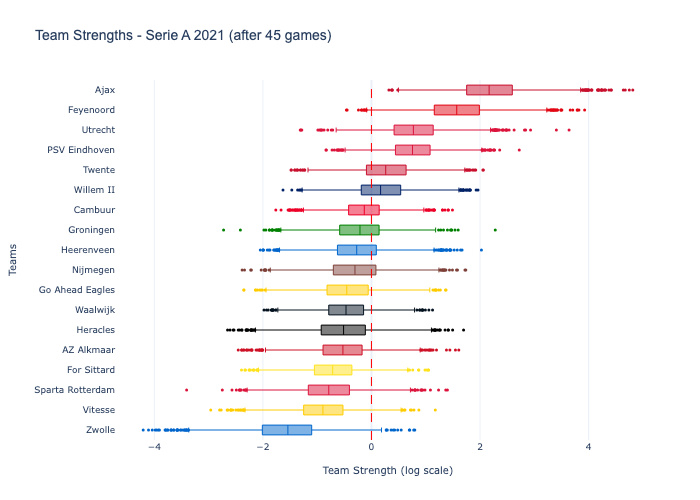 Team Strengths - Serie A 2021 (after 45 games)
Ajax
Feyenoord
Utrecht
PSV Eindhoven
Twente
Willem II
Cambuur
Groningen
Heerenveen
Nijmegen
Go Ahead Eagles
Waalwijk
Heracles
AZ Alkmaar
For Sittard
Sparta Rotterdam
Vitesse
Zwolle
Teams
−4 −2 0 2 4
Team Strength (log scale)